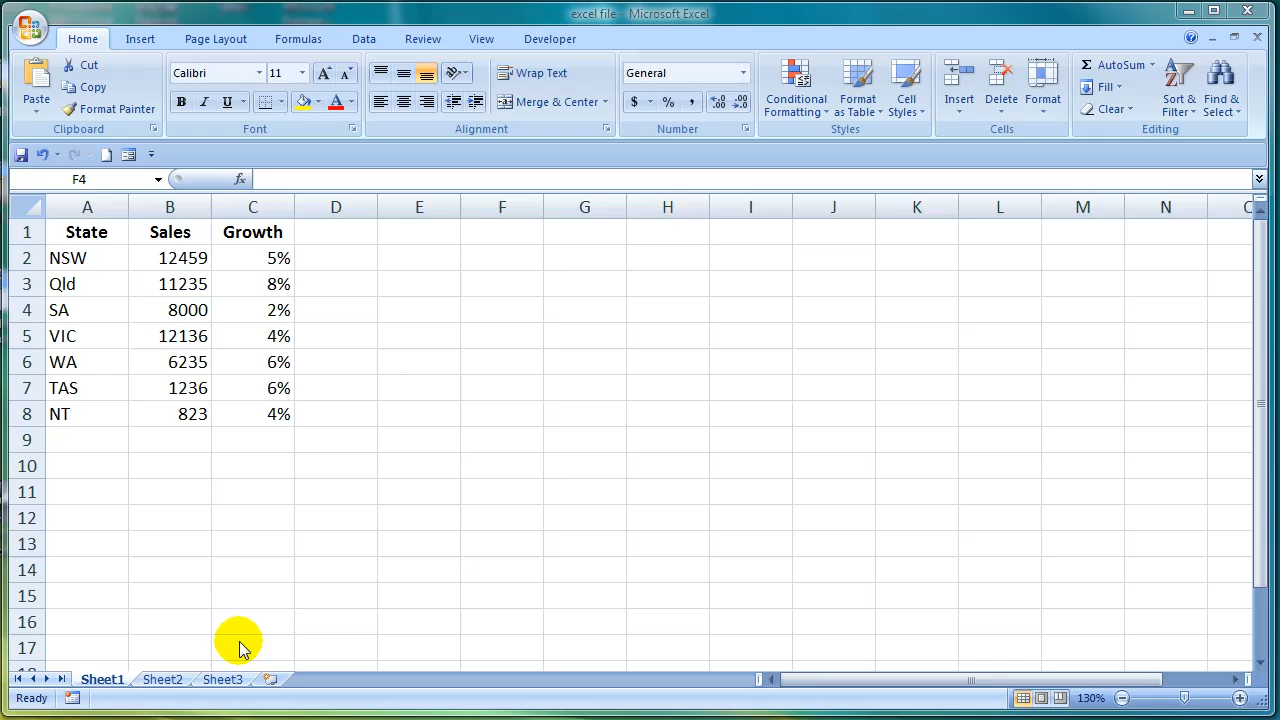 excel file - Microsoft Excel
Home Insert Page Layout Formulas Data Review View Developer
Paste Cut Copy Format Painter Clipboard
Calibri 11 B I U A A A Font
Wrap Text Merge & Center Alignment
General $ % , .0 .00 .00 .0 Number
Conditional Formatting Format as Table Cell Styles Styles
Insert Delete Format Cells
Σ AutoSum Fill Clear Sort & Filter Find & Select Editing
F4 fx
A B C D E F G H I J K L M N
1 State Sales Growth
2 NSW 12459 5%
3 Qld 11235 8%
4 SA 8000 2%
5 VIC 12136 4%
6 WA 6235 6%
7 TAS 1236 6%
8 NT 823 4%
9
10
11
12
13
14
15
16
17
Sheet1 Sheet2 Sheet3
Ready 130%